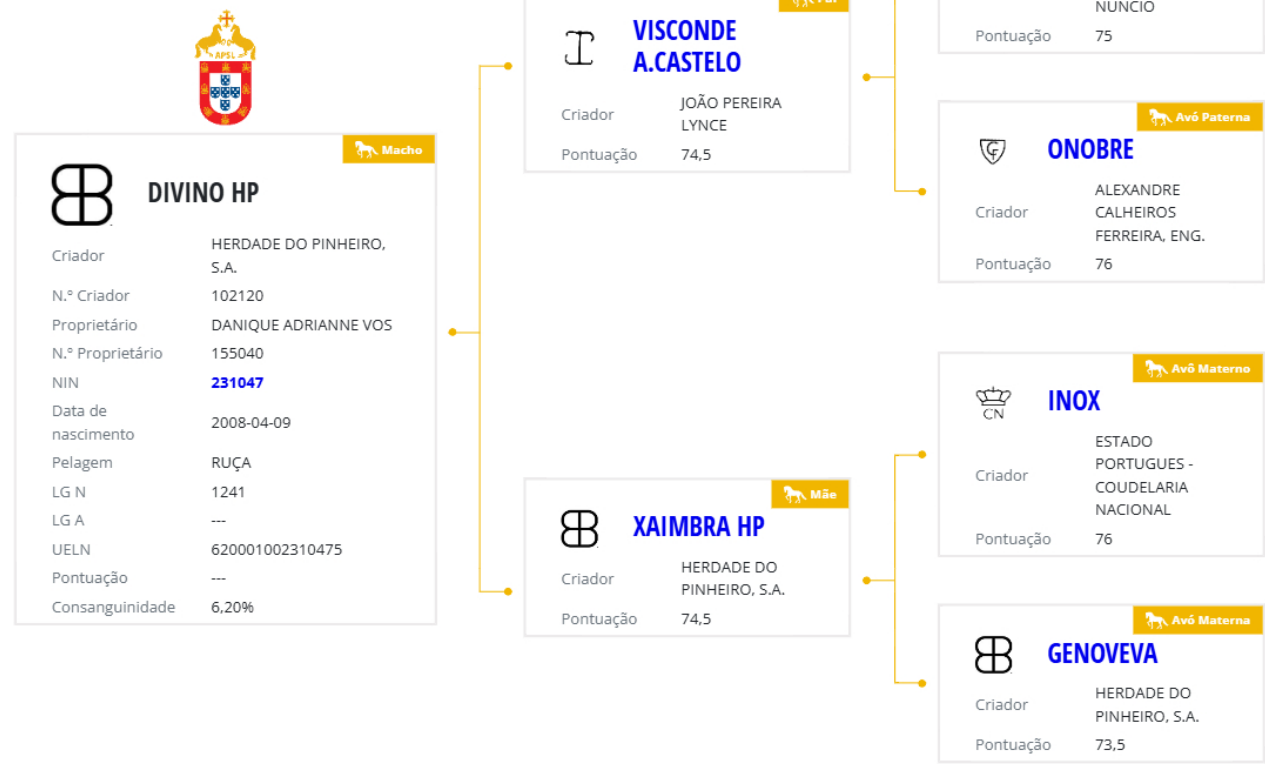 APSL
Macho
DIVINO HP
Criador
HERDADE DO PINHEIRO,
S.A.
N.º Criador 102120
Proprietário DANIQUE ADRIANNE VOS
N.º Proprietário 155040
NIN 231047
Data de
nascimento
2008-04-09
Pelagem RUÇA
LG N 1241
LG A ---
UELN 620001002310475
Pontuação ---
Consanguinidade 6,20%
VISCONDE
A.CASTELO
Criador
JOÃO PEREIRA
LYNCE
Pontuação 74,5
Mãe
XAIMBRA HP
Criador
HERDADE DO
PINHEIRO, S.A.
Pontuação 74,5
NÚNCIO
Pontuação 75
Avó Paterna
ONOBRE
Criador
ALEXANDRE
CALHEIROS
FERREIRA, ENG.
Pontuação 76
Avô Materno
CN
INOX
Criador
ESTADO
PORTUGUES -
COUDELARIA
NACIONAL
Pontuação 76
Avó Materna
GENOVEVA
Criador
HERDADE DO
PINHEIRO, S.A.
Pontuação 73,5